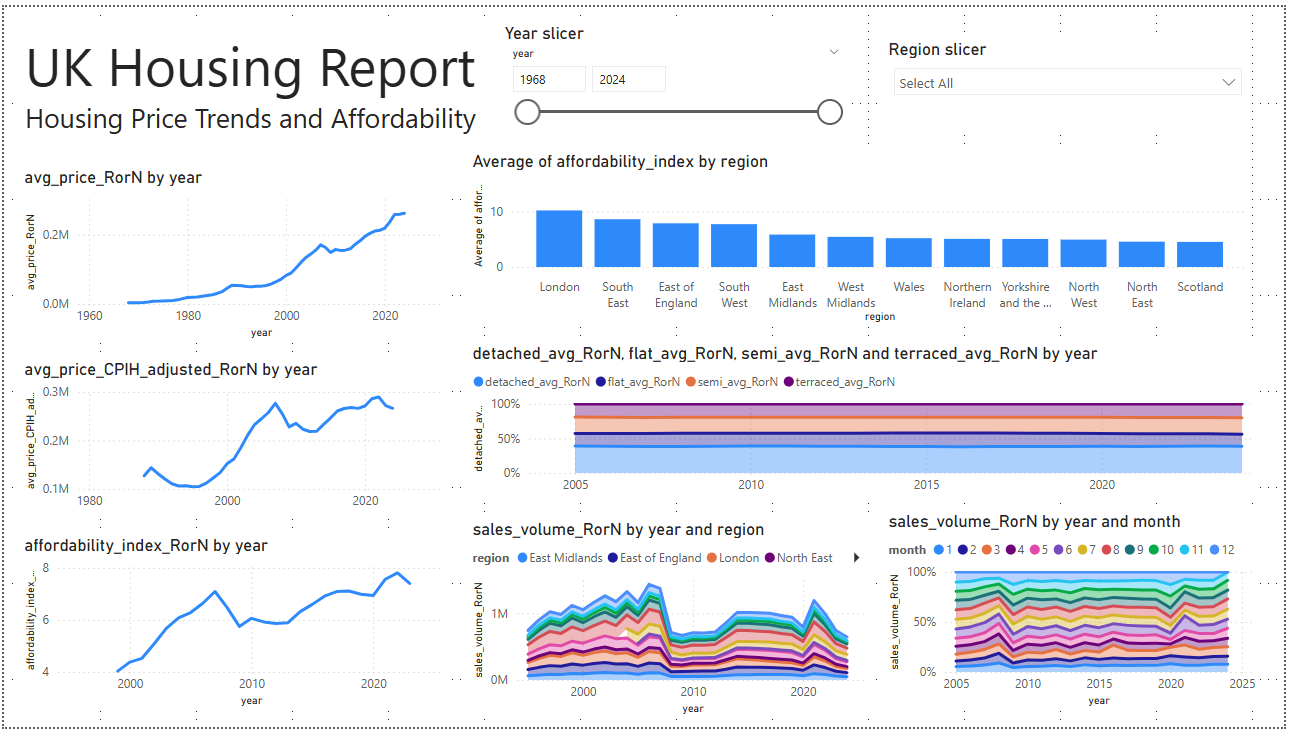 UK Housing Report
Housing Price Trends and Affordability
Year slicer
year
1968
2024
Region slicer
Select All
avg_price_RorN by year
avg_price_RorN
0.2M
0.0M
1960 1980 2000 2020
year
Average of affordability_index by region
Average of affor...
10
0
London
South East
East of England
South West
East Midlands
West Midlands
Wales
Northern Ireland
Yorkshire and the ...
North West
North East
Scotland
region
avg_price_CPIH_adjusted_RorN by year
avg_price_CPIH_ad...
0.3M
0.2M
0.1M
1980 2000 2020
year
detached_avg_RorN, flat_avg_RorN, semi_avg_RorN and terraced_avg_RorN by year
detached_avg_RorN flat_avg_RorN semi_avg_RorN terraced_avg_RorN
detached_av...
100%
50%
0%
2005 2010 2015 2020
affordability_index_RorN by year
affordability_index_...
8
6
4
2000 2010 2020
year
sales_volume_RorN by year and region
region East Midlands East of England London North East
sales_volume_RorN
1M
0M
2000 2010 2020
year
sales_volume_RorN by year and month
month 1 2 3 4 5 6 7 8 9 10 11 12
sales_volume_RorN
100%
50%
0%
2005 2010 2015 2020 2025
year